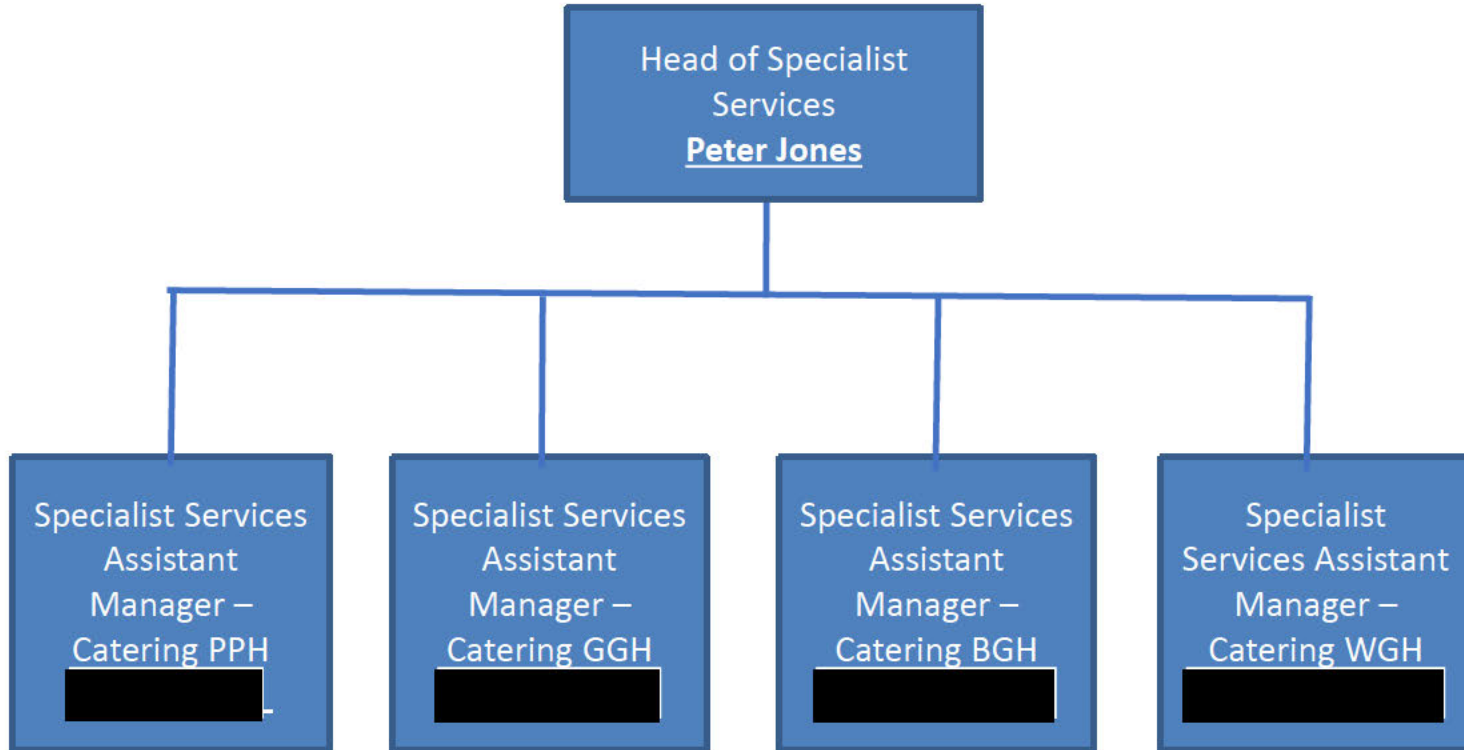 Head of Specialist
Services
Peter Jones
Specialist Services
Assistant
Manager –
Catering PPH
Specialist Services
Assistant
Manager –
Catering GGH
Specialist Services
Assistant
Manager –
Catering BGH
Specialist
Services Assistant
Manager –
Catering WGH